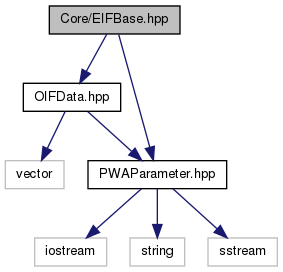 Core/EIFBase.hpp
OIFData.hpp
vector
PWAParameter.hpp
iostream
string
sstream